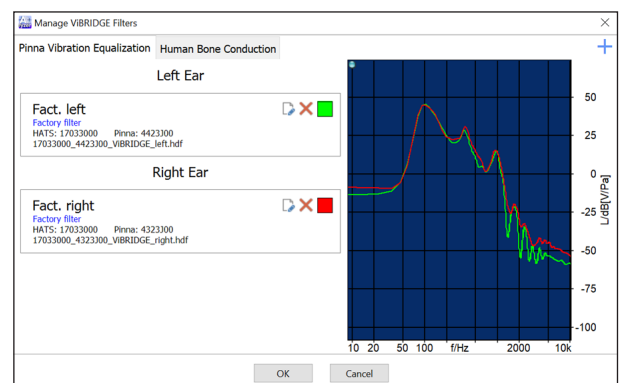 Manage ViBRIDGE Filters
Pinna Vibration Equalization
Human Bone Conduction
Left Ear
Fact. left
Factory filter
HATS: 17033000 Pinna: 4423J00
17033000_4423J00_ViBRIDGE_left.hdf
Right Ear
Fact. right
Factory filter
HATS: 17033000 Pinna: 4323J00
17033000_4323J00_ViBRIDGE_right.hdf
50
25
0
-25
-50
-75
-100
L/dB[V/Pa]
10 20 50 100 f/Hz 2000 10k
OK Cancel